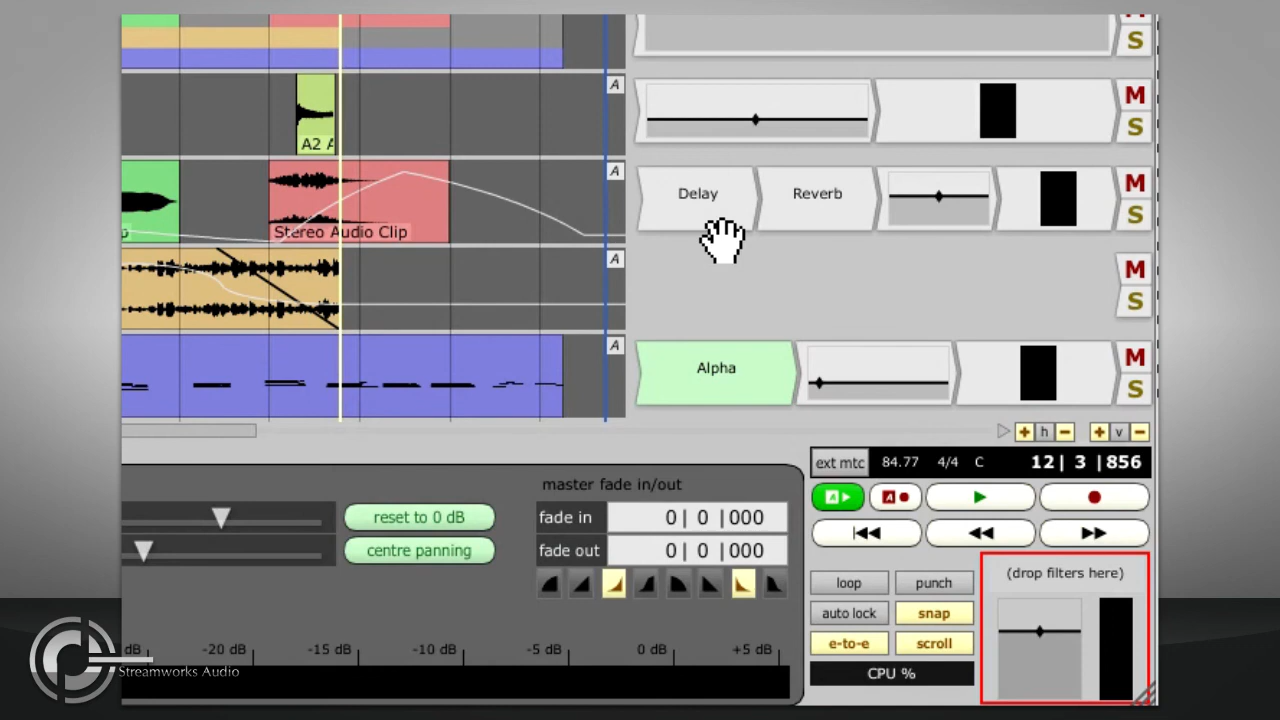 M
S
A
A2 A
M
S
A
Delay
Reverb
M
S
Stereo Audio Clip
A
M
S
A
Alpha
M
S
+ h − + v −
ext mtc 84.77 4/4 C 12| 3 |856
master fade in/out
A
A
reset to 0 dB
fade in 0| 0 |000
centre panning
fade out 0| 0 |000
(drop filters here)
loop punch
auto lock snap
e-to-e scroll
CPU %
dB -20 dB -15 dB -10 dB -5 dB 0 dB +5 dB
Streamworks Audio